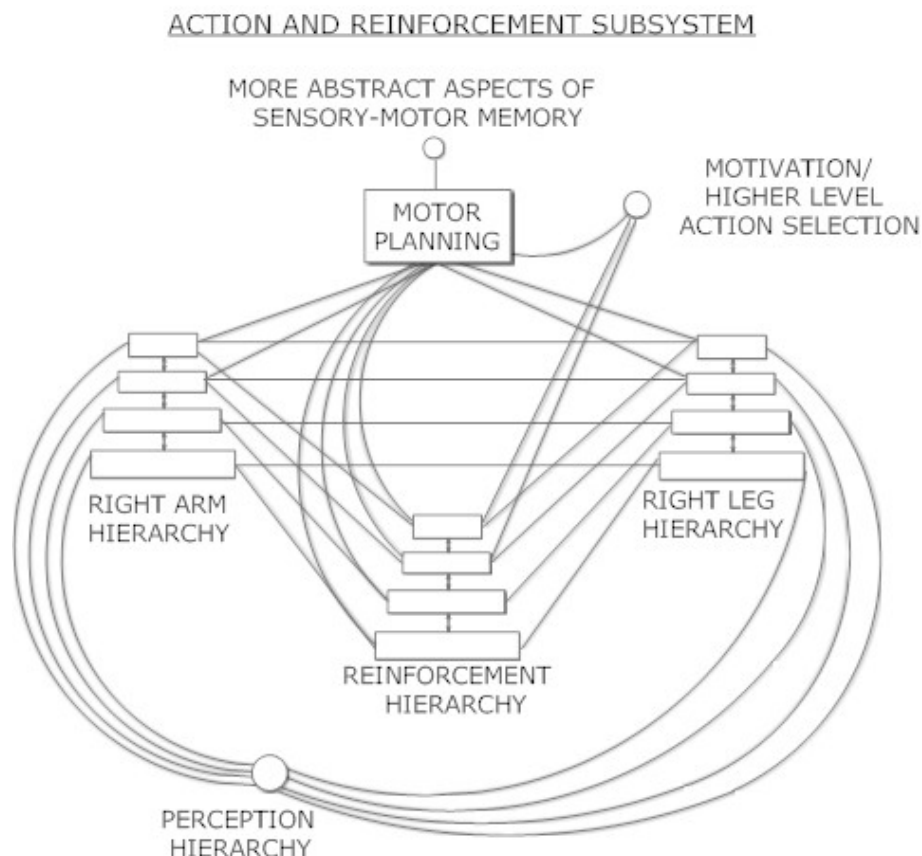 ACTION AND REINFORCEMENT SUBSYSTEM
MORE ABSTRACT ASPECTS OF
SENSORY-MOTOR MEMORY
MOTIVATION/
HIGHER LEVEL
ACTION SELECTION
MOTOR
PLANNING
RIGHT ARM
HIERARCHY
RIGHT LEG
HIERARCHY
REINFORCEMENT
HIERARCHY
PERCEPTION
HIERARCHY